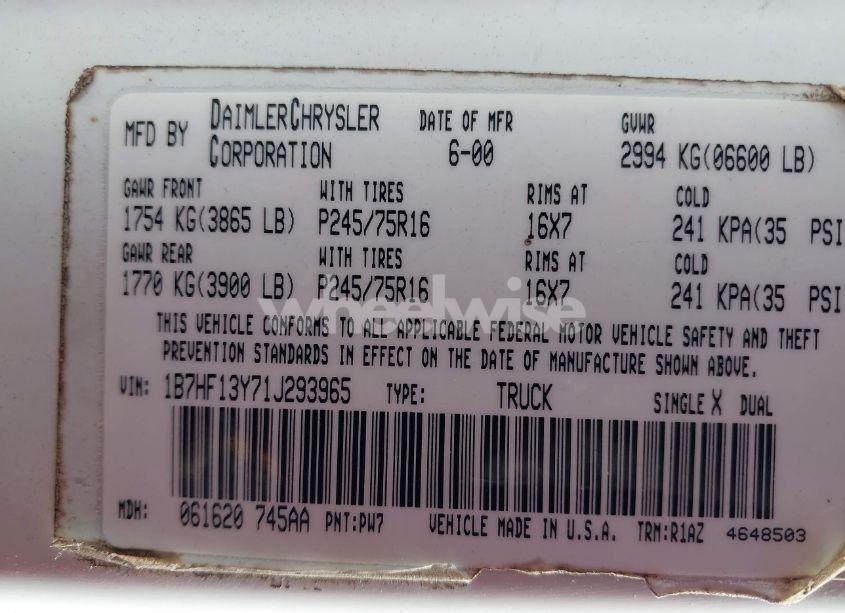 MFD BY DAIMLERCHRYSLER CORPORATION DATE OF MFR 6-00 GVWR 2994 KG(06600 LB)
GAWR FRONT WITH TIRES RIMS AT COLD
1754 KG(3865 LB) P245/75R16 16X7 241 KPA(35 PSI
GAWR REAR WITH TIRES RIMS AT COLD
1770 KG(3900 LB) P245/75R16 16X7 241 KPA(35 PSI
wheelwise
THIS VEHICLE CONFORMS TO ALL APPLICABLE FEDERAL MOTOR VEHICLE SAFETY AND THEFT
PREVENTION STANDARDS IN EFFECT ON THE DATE OF MANUFACTURE SHOWN ABOVE.
VIN: 1B7HF13Y71J293965 TYPE: TRUCK SINGLE X DUAL
MDH: 061620 745AA PNT:PW7 VEHICLE MADE IN U.S.A. TRM:R1AZ 4648503